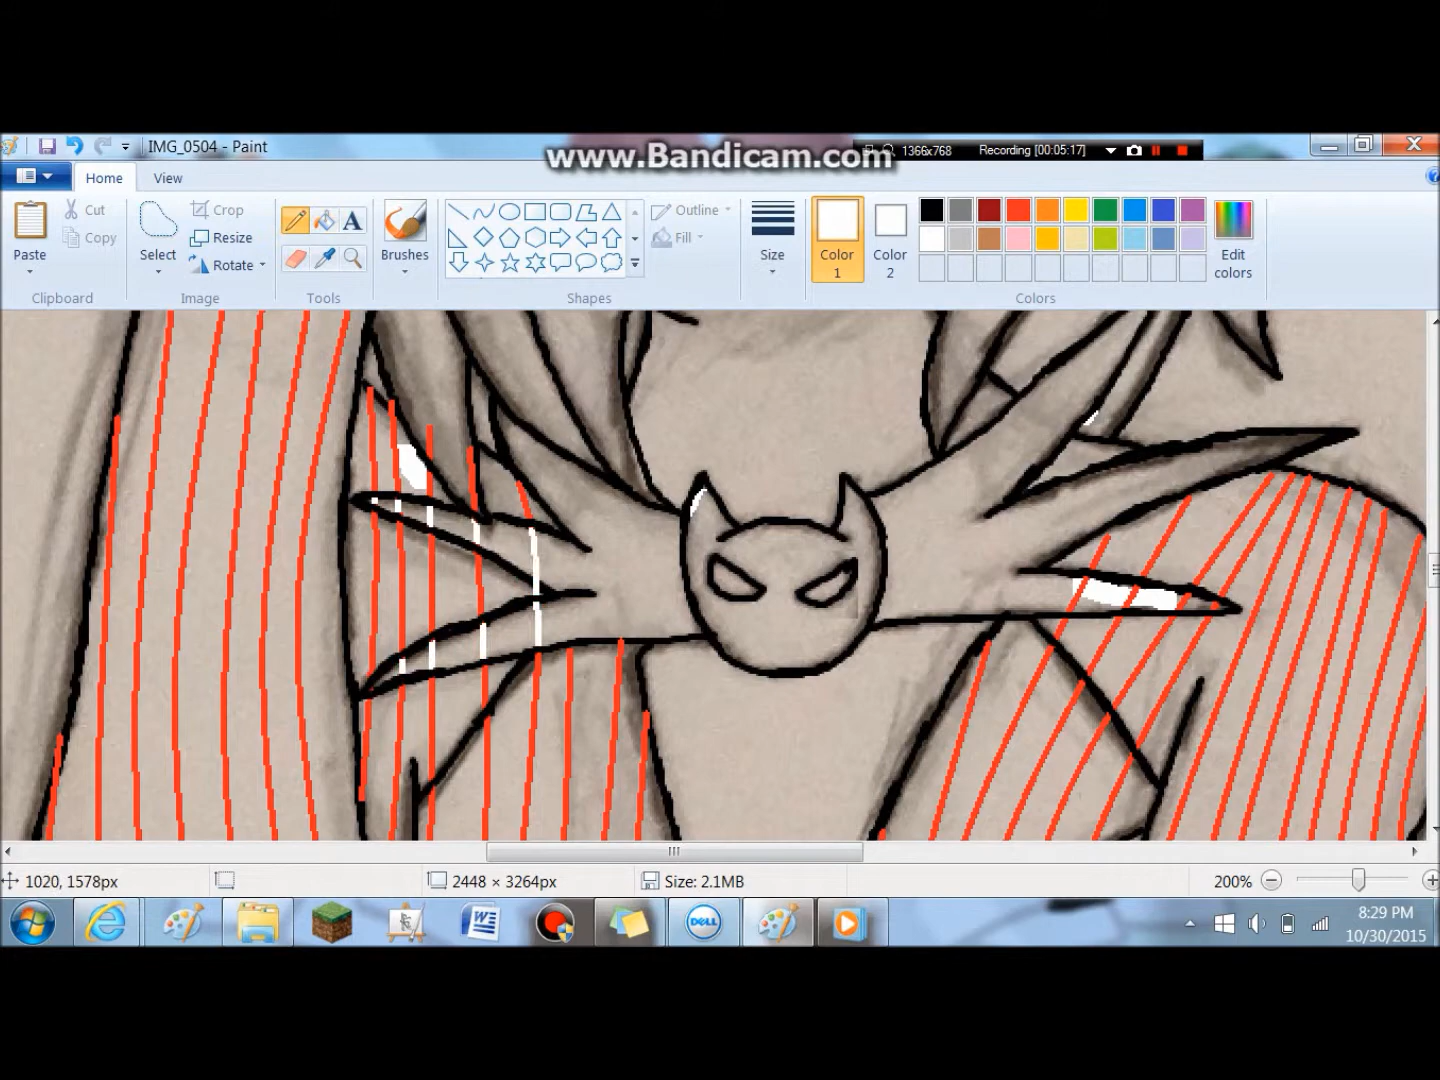 IMG_0504 - Paint
www.Bandicam.com
1366x768 Recording [00:05:17]
Home View
Paste
Cut
Copy
Clipboard
Select
Crop
Resize
Rotate
Image
A
Tools
Brushes
Outline
Fill
Shapes
Size
Color
1
Color
2
Edit
colors
Colors
1020, 1578px
2448 × 3264px
Size: 2.1MB
200%
W
DELL
8:29 PM
10/30/2015